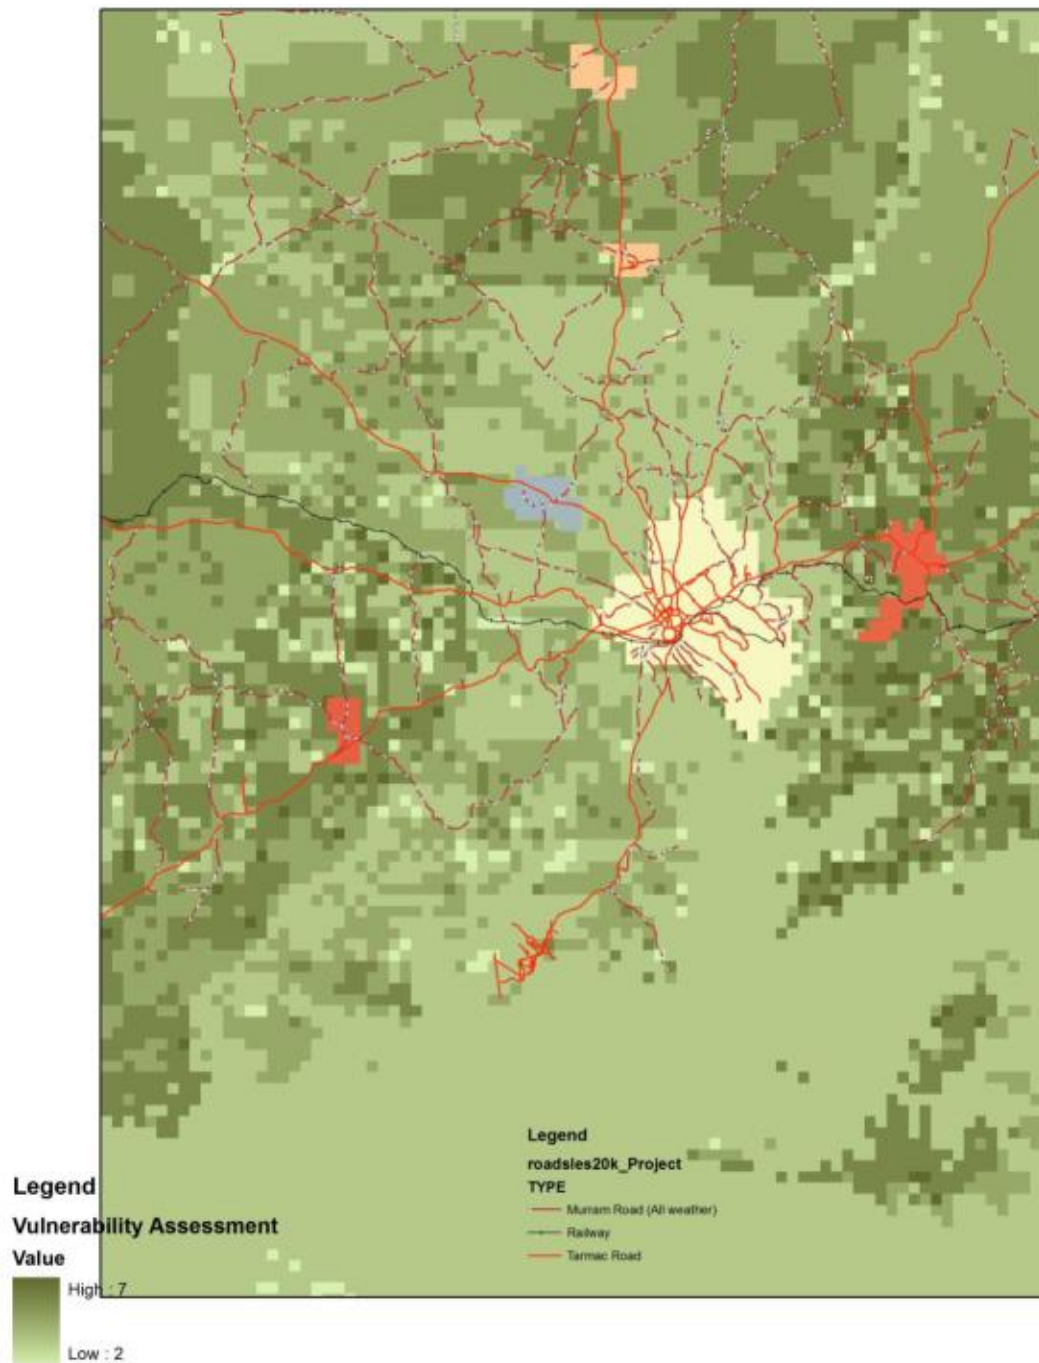 Legend
roadsles20k_Project
TYPE
Murram Road (All weather)
Railway
Tarmac Road
Legend
Vulnerability Assessment
Value
High : 7
Low : 2